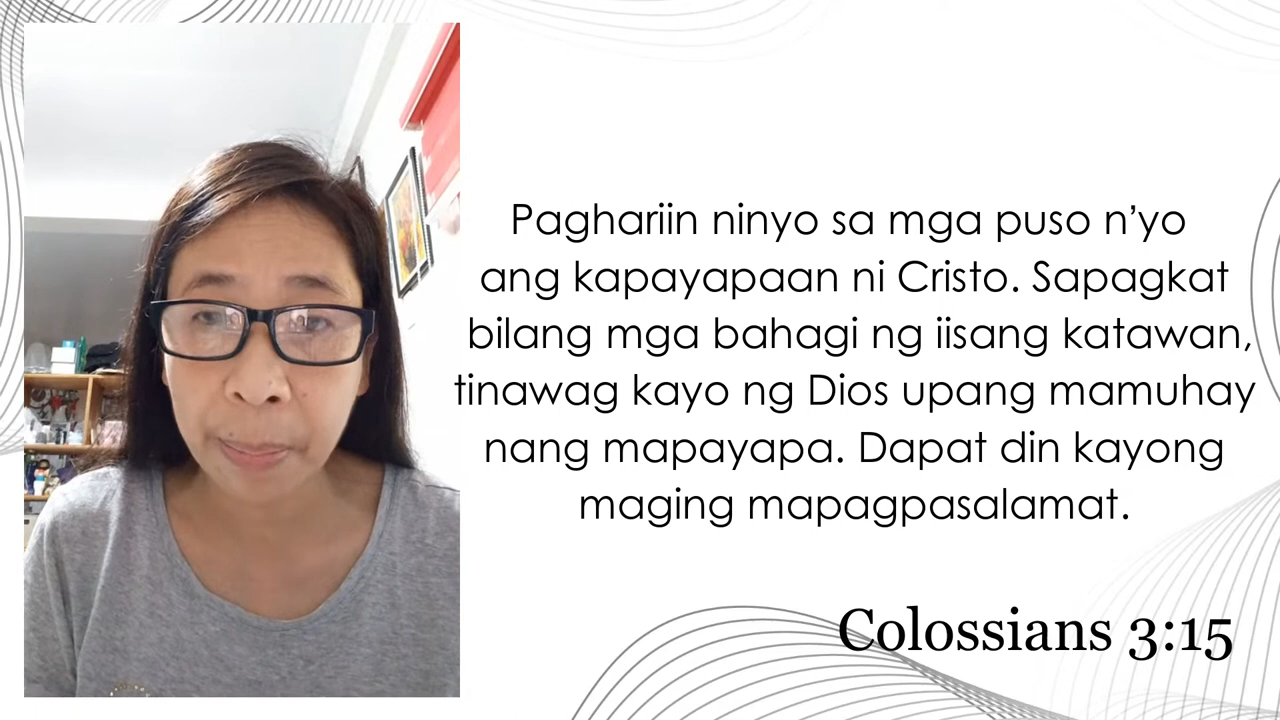 Paghariin ninyo sa mga puso n’yo
ang kapayapaan ni Cristo. Sapagkat
bilang mga bahagi ng iisang katawan,
tinawag kayo ng Dios upang mamuhay
nang mapayapa. Dapat din kayong
maging mapagpasalamat.
Colossians 3:15